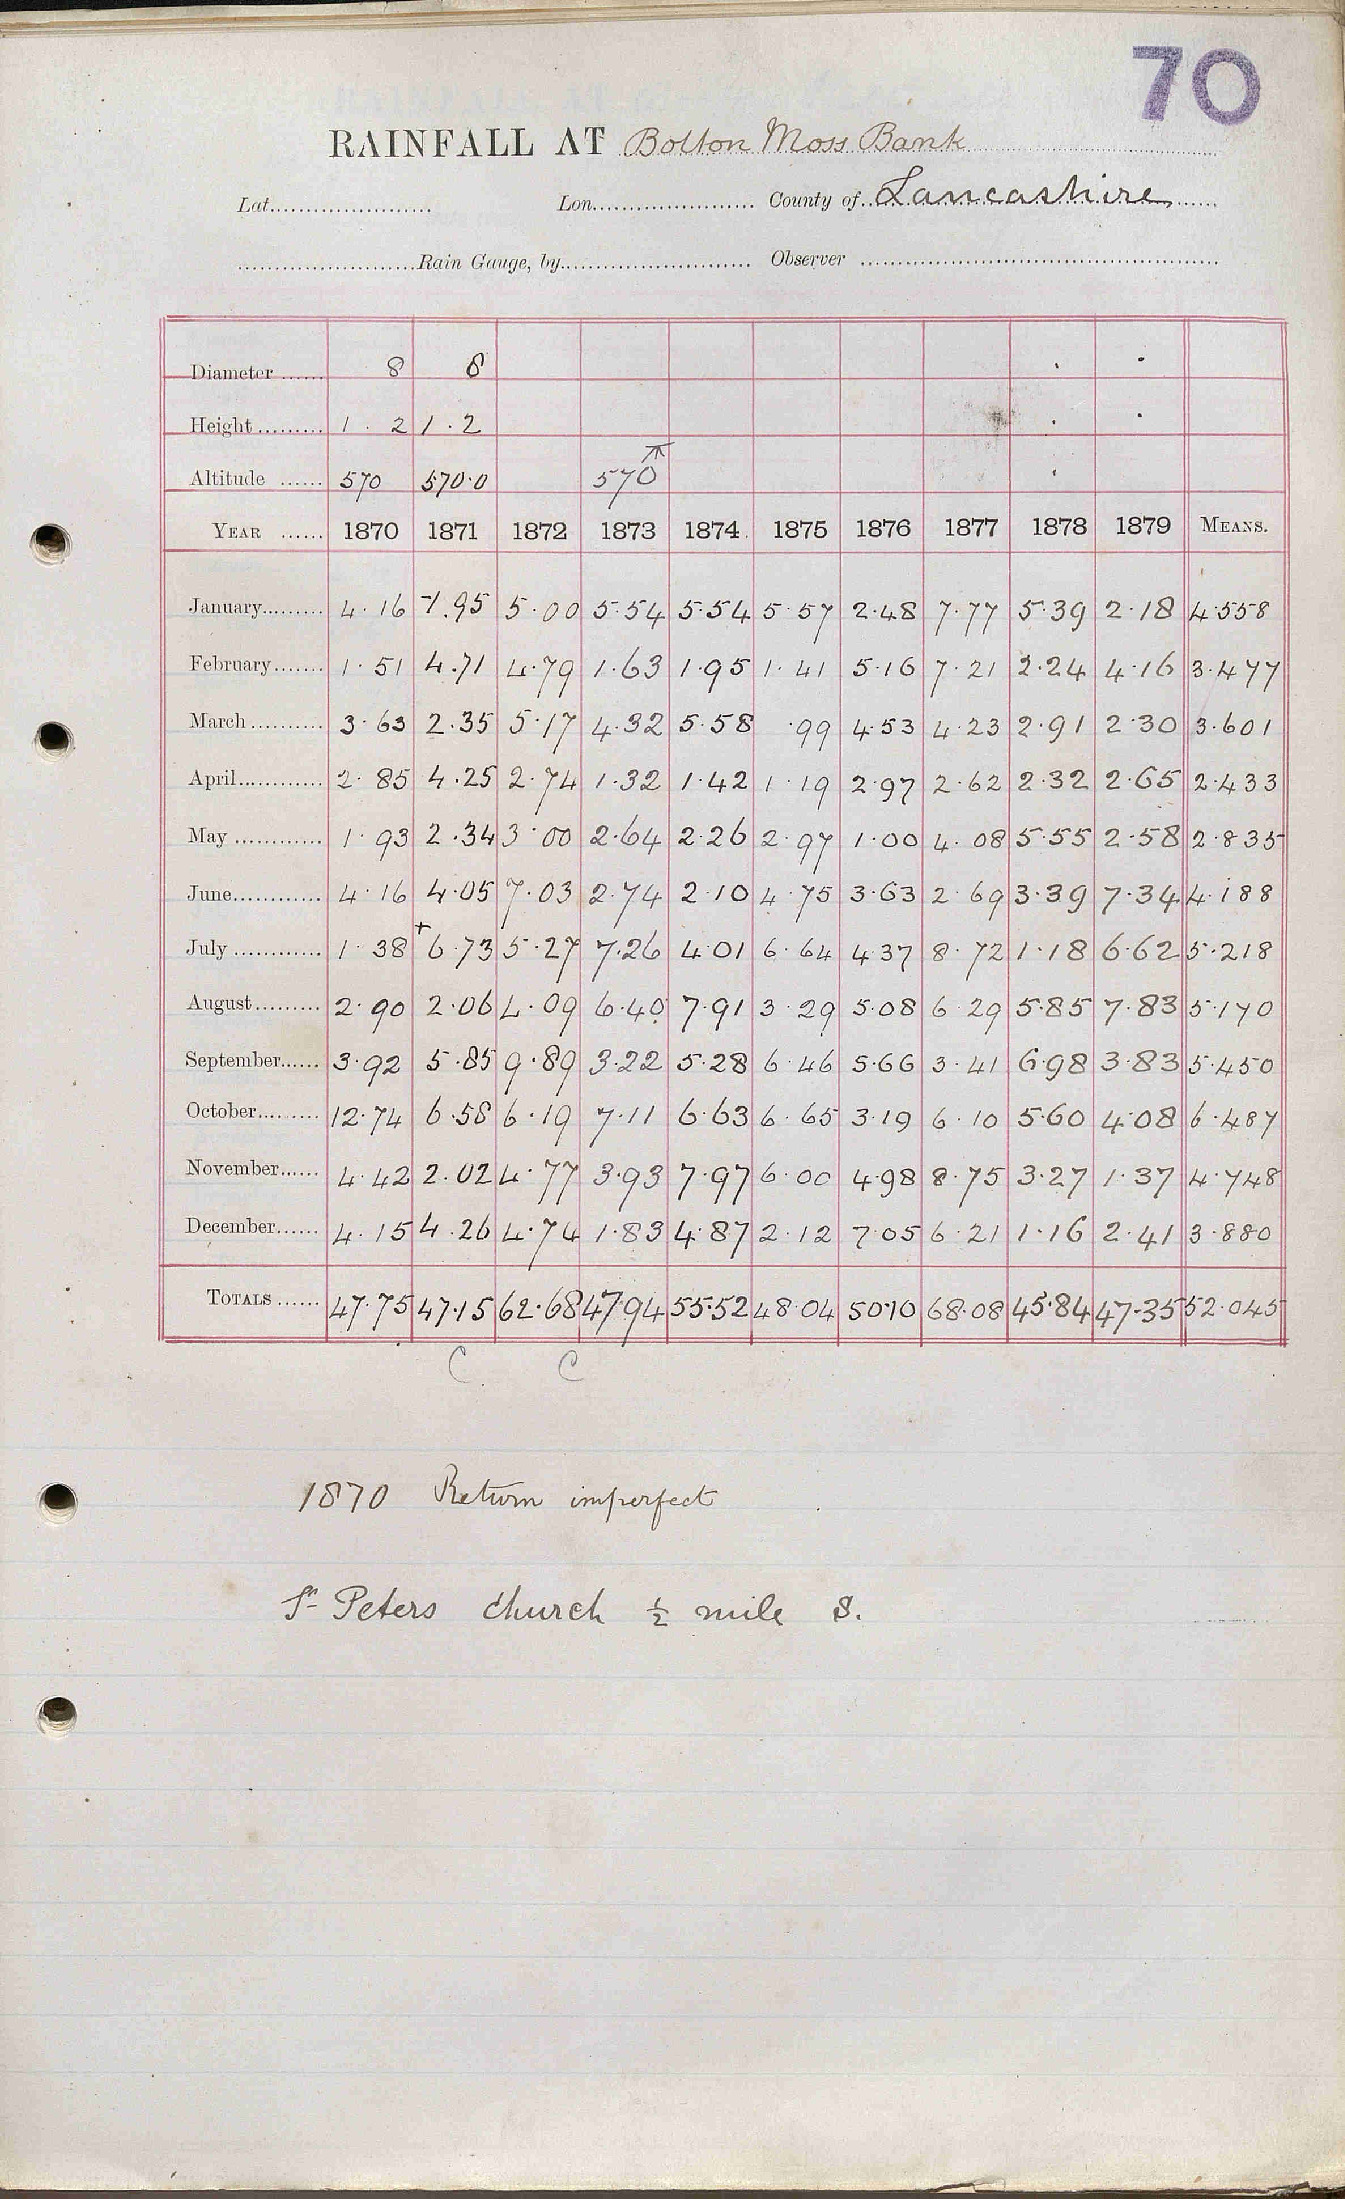 70
RAINFALL AT Bolton Moss Bank
Lat. Lon. County of Lancashire
Rain Gauge, by Observer
Diameter 8 8
Height 1.2 1.2
Altitude 570 570.0 570
YEAR 1870 1871 1872 1873 1874 1875 1876 1877 1878 1879 MEANS.
January 4.16 1.95 5.00 5.54 5.54 5.57 2.48 7.77 5.39 2.18 4.558
February 1.51 4.71 4.79 1.63 1.95 1.41 5.16 7.21 2.24 4.16 3.477
March 3.63 2.35 5.17 4.32 5.58 .99 4.53 4.23 2.91 2.30 3.601
April 2.85 4.25 2.74 1.32 1.42 1.19 2.97 2.62 2.32 2.65 2.433
May 1.93 2.34 3.00 2.64 2.26 2.97 1.00 4.08 5.55 2.58 2.835
June 4.16 4.05 7.03 2.74 2.10 4.75 3.63 2.69 3.39 7.34 4.188
July 1.38 +6.73 5.27 7.26 4.01 6.64 4.37 8.72 1.18 6.62 5.218
August 2.90 2.06 4.09 6.40 7.91 3.29 5.08 6.29 5.85 7.83 5.170
September 3.92 5.85 9.89 3.22 5.28 6.46 5.66 3.41 6.98 3.83 5.450
October 12.74 6.58 6.19 7.11 6.63 6.65 3.19 6.10 5.60 4.08 6.487
November 4.42 2.02 4.77 3.93 7.97 6.00 4.98 8.75 3.27 1.37 4.748
December 4.15 4.26 4.74 1.83 4.87 2.12 7.05 6.21 1.16 2.41 3.880
TOTALS 47.75 47.15 62.68 47.94 55.52 48.04 50.10 68.08 45.84 47.35 52.045
C C
1870 Return imperfect
St Peters church ½ mile S.